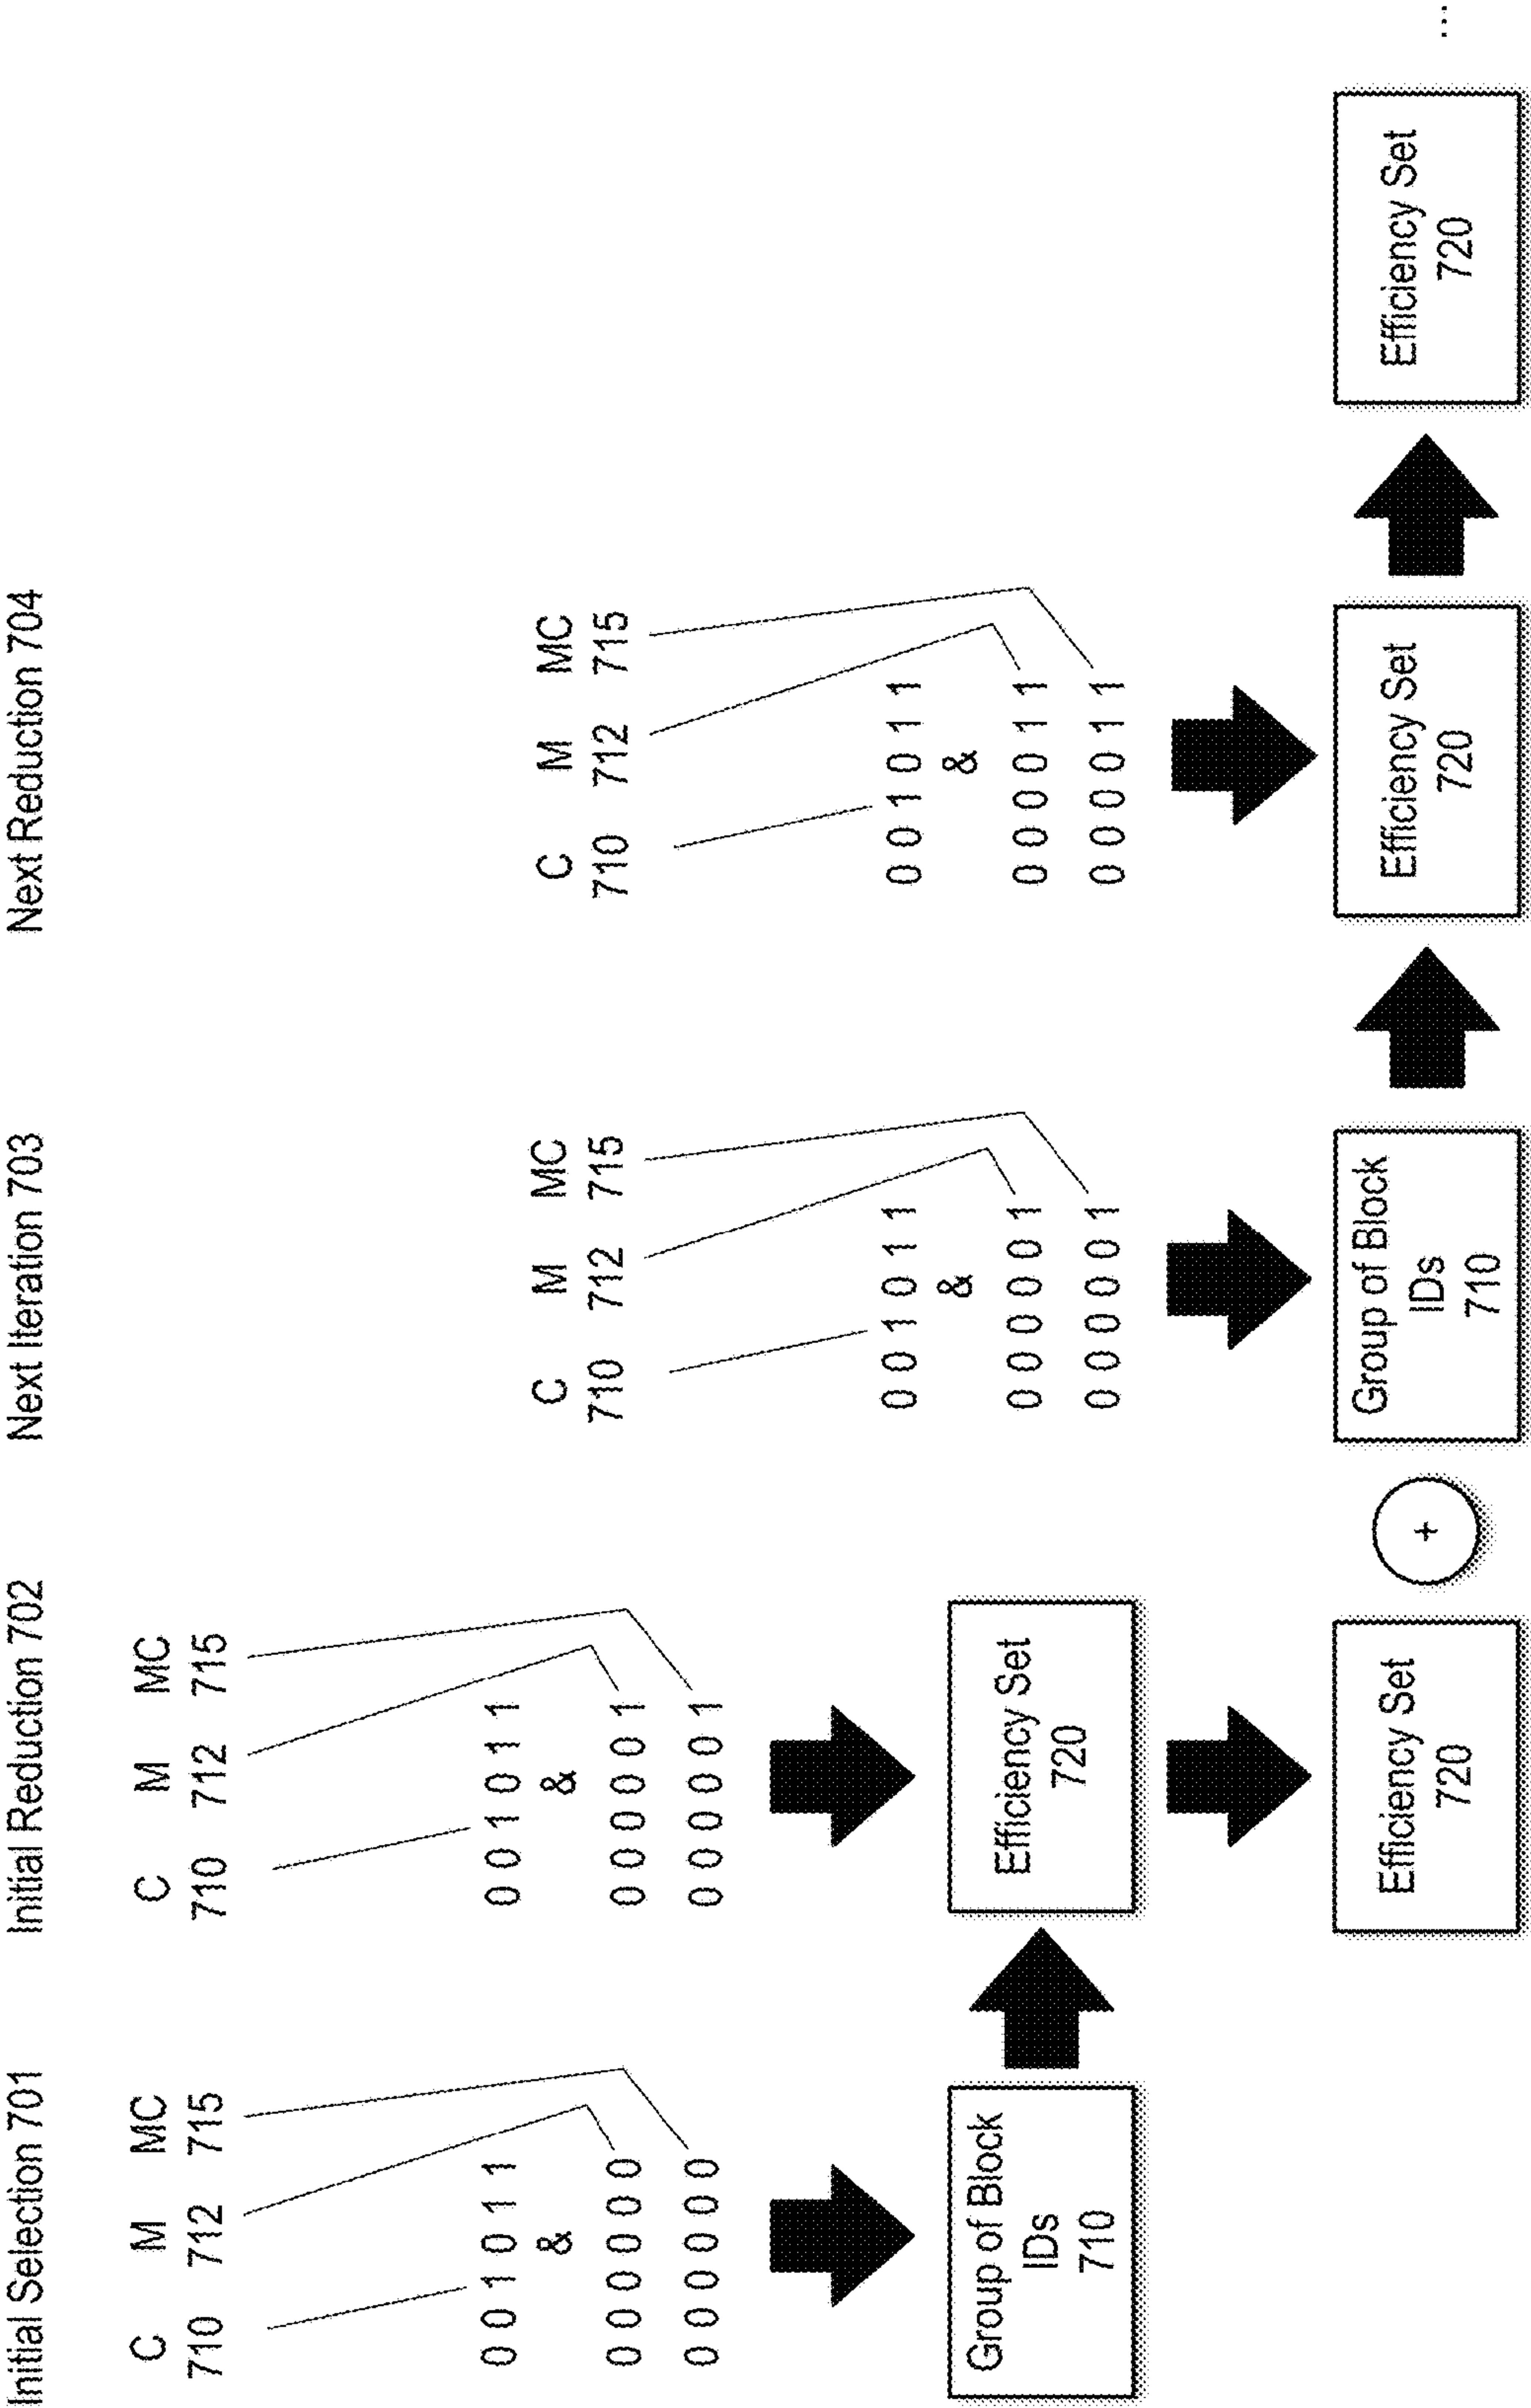 Initial Selection 701
C M MC
710 712 715
0 0 1 0 1 1
&
0 0 0 0 0 0
0 0 0 0 0 0
Group of Block
IDs
710
Initial Reduction 702
C M MC
710 712 715
0 0 1 0 1 1
&
0 0 0 0 0 1
0 0 0 0 0 1
Efficiency Set
720
Efficiency Set
720
+
Next Iteration 703
C M MC
710 712 715
0 0 1 0 1 1
&
0 0 0 0 0 1
0 0 0 0 0 1
Group of Block
IDs
710
Next Reduction 704
C M MC
710 712 715
0 0 1 0 1 1
&
0 0 0 0 1 1
0 0 0 0 1 1
Efficiency Set
720
Efficiency Set
720
...